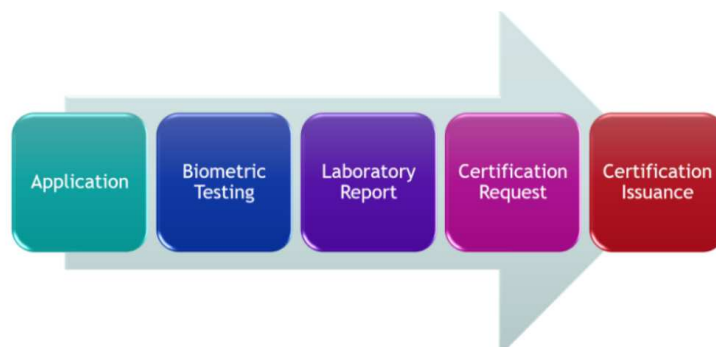 Application
Biometric
Testing
Laboratory
Report
Certification
Request
Certification
Issuance